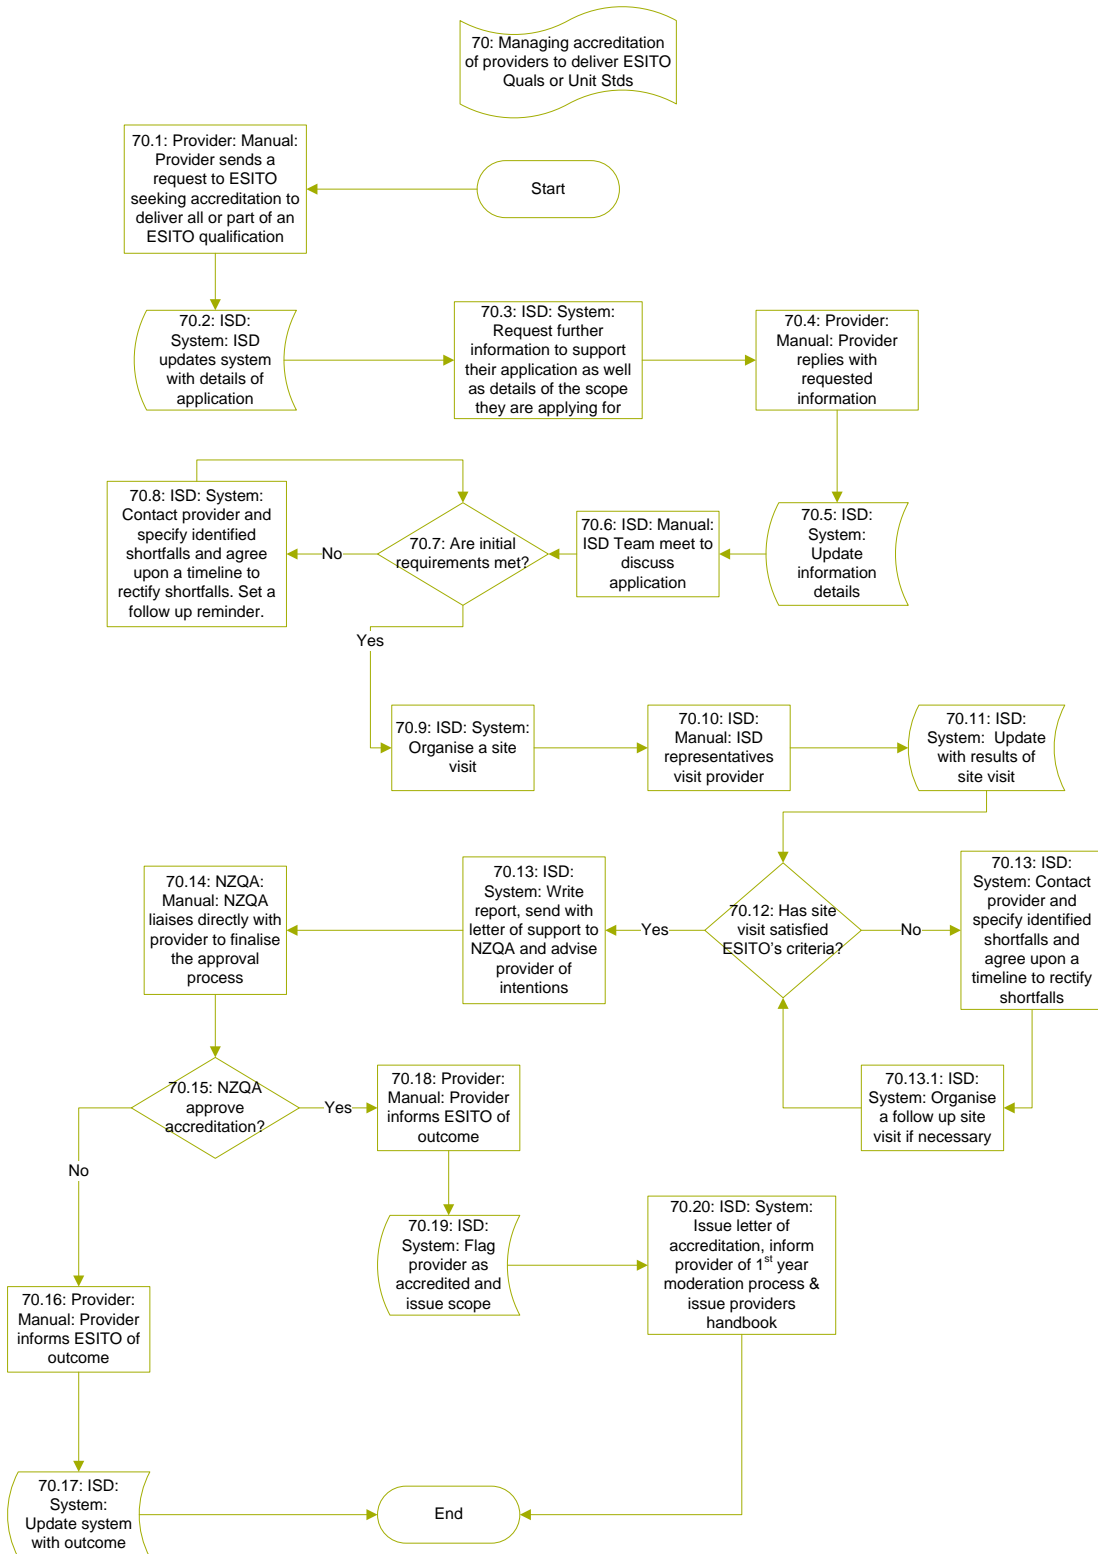 70: Managing accreditation
of providers to deliver ESITO
Quals or Unit Stds
70.1: Provider: Manual:
Provider sends a
request to ESITO
seeking accreditation to
deliver all or part of an
ESITO qualification
Start
70.2: ISD:
System: ISD
updates system
with details of
application
70.3: ISD: System:
Request further
information to support
their application as well
as details of the scope
they are applying for
70.4: Provider:
Manual: Provider
replies with
requested
information
70.8: ISD: System:
Contact provider and
specify identified
shortfalls and agree
upon a timeline to
rectify shortfalls. Set a
follow up reminder.
No
70.7: Are initial
requirements met?
70.6: ISD: Manual:
ISD Team meet to
discuss
application
70.5: ISD:
System:
Update
information
details
Yes
70.9: ISD: System:
Organise a site
visit
70.10: ISD:
Manual: ISD
representatives
visit provider
70.11: ISD:
System: Update
with results of
site visit
70.14: NZQA:
Manual: NZQA
liaises directly with
provider to finalise
the approval
process
70.13: ISD:
System: Write
report, send with
letter of support to
NZQA and advise
provider of
intentions
Yes
70.12: Has site
visit satisfied
ESITO's criteria?
No
70.13: ISD:
System: Contact
provider and
specify identified
shortfalls and
agree upon a
timeline to rectify
shortfalls
70.15: NZQA
approve
accreditation?
Yes
70.18: Provider:
Manual: Provider
informs ESITO of
outcome
70.13.1: ISD:
System: Organise
a follow up site
visit if necessary
No
70.19: ISD:
System: Flag
provider as
accredited and
issue scope
70.20: ISD: System:
Issue letter of
accreditation, inform
provider of 1st year
moderation process &
issue providers
handbook
70.16: Provider:
Manual: Provider
informs ESITO of
outcome
70.17: ISD:
System:
Update system
with outcome
End